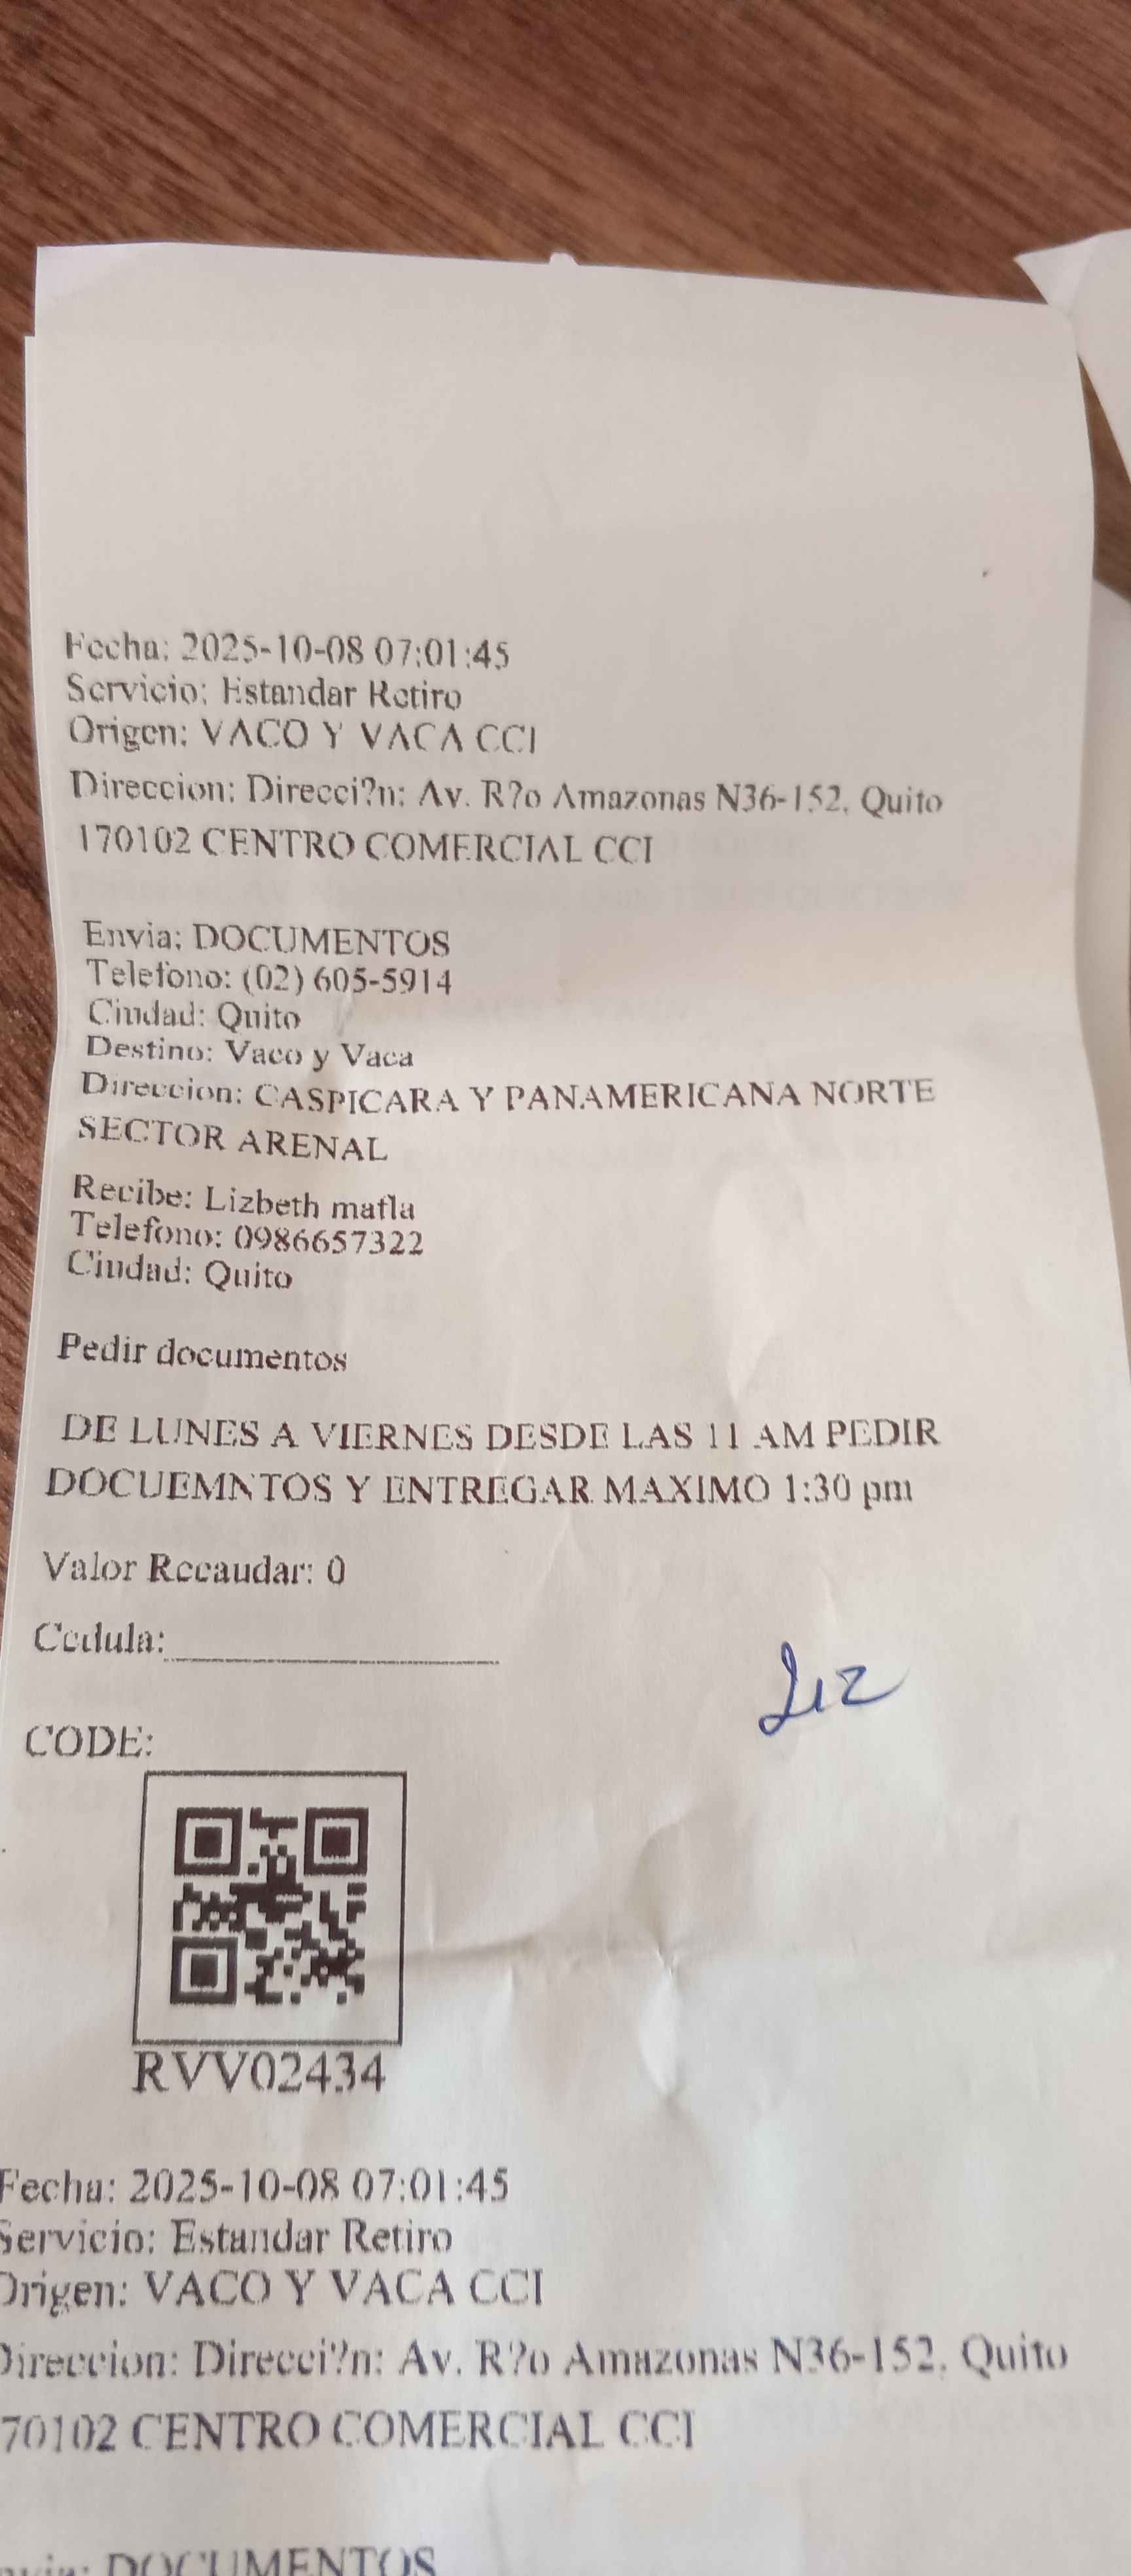 Fecha: 2025-10-08 07:01:45
Servicio: Estandar Retiro
Origen: VACO Y VACA CCI
Direccion: Direcci?n: Av. R?o Amazonas N36-152, Quito
170102 CENTRO COMERCIAL CCI
Envia: DOCUMENTOS
Telefono: (02) 605-5914
Ciudad: Quito
Destino: Vaco y Vaca
Direccion: CASPICARA Y PANAMERICANA NORTE
SECTOR ARENAL
Recibe: Lizbeth mafla
Telefono: 0986657322
Ciudad: Quito
Pedir documentos
DE LUNES A VIERNES DESDE LAS 11 AM PEDIR
DOCUEMNTOS Y ENTREGAR MAXIMO 1:30 pm
Valor Recaudar: 0
Cedula:
Liz
CODE:
RVV02434
Fecha: 2025-10-08 07:01:45
Servicio: Estandar Retiro
Origen: VACO Y VACA CCI
Direccion: Direcci?n: Av. R?o Amazonas N36-152, Quito
70102 CENTRO COMERCIAL CCI
DOCUMENTOS